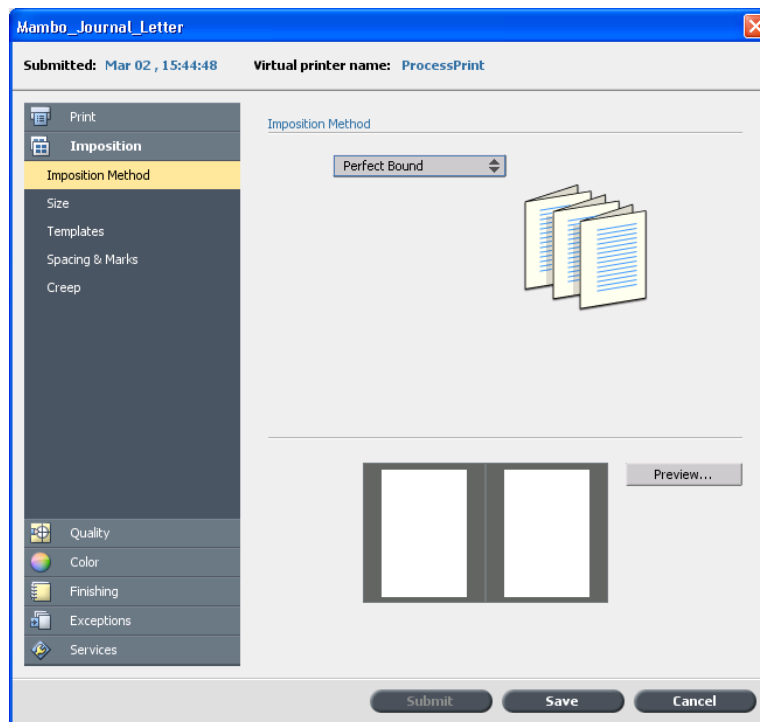 Mambo_Journal_Letter
Submitted: Mar 02 , 15:44:48 Virtual printer name: ProcessPrint
Print
Imposition
Imposition Method
Size
Templates
Spacing & Marks
Creep
Quality
Color
Finishing
Exceptions
Services
Imposition Method
Perfect Bound
Preview...
Submit Save Cancel